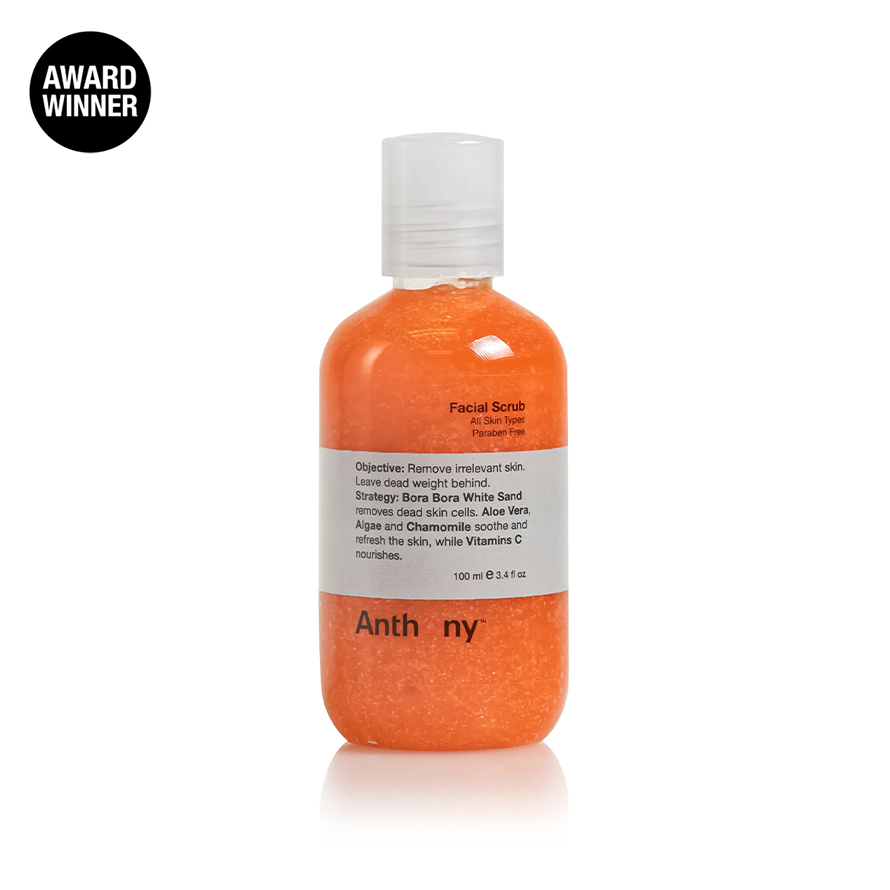 AWARD
WINNER
Facial Scrub
All Skin Types
Paraben Free
Objective: Remove irrelevant skin.
Leave dead weight behind.
Strategy: Bora Bora White Sand
removes dead skin cells. Aloe Vera,
Algae and Chamomile soothe and
refresh the skin, while Vitamins C
nourishes.
100 ml ℮ 3.4 fl oz
Anth ny™